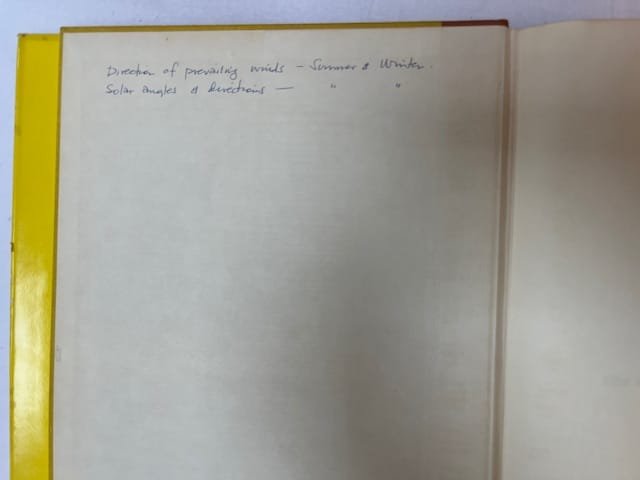 Direction of prevailing winds – Summer & Winter.
Solar angles & Directions — " "